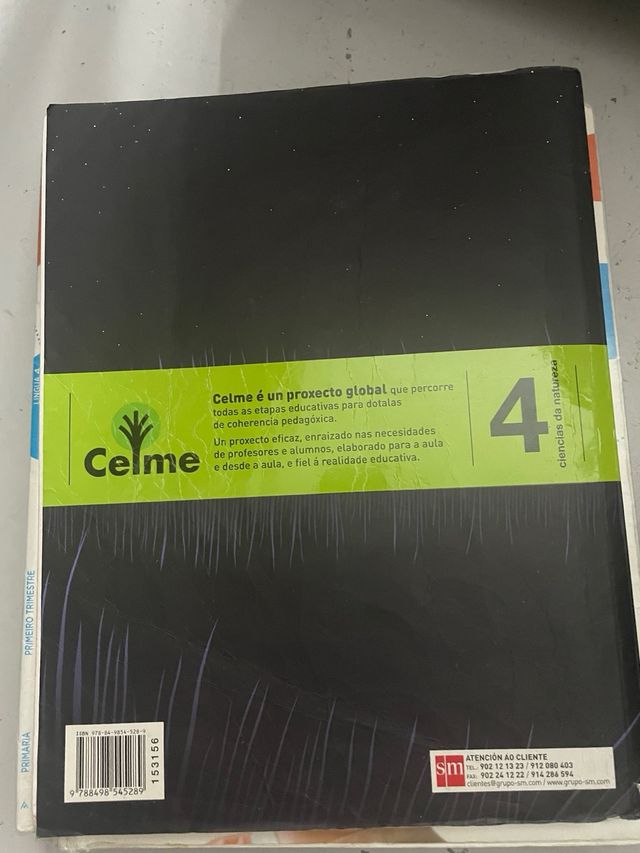 Celme é un proxecto global que percorre
todas as etapas educativas para dotalas
de coherencia pedagóxica.
Un proxecto eficaz, enraizado nas necesidades
de profesores e alumnos, elaborado para a aula
e desde a aula, e fiel á realidade educativa.
Celme
4
ciencias da natureza
LINGUA 4
PRIMEIRO TRIMESTRE
PRIMARIA
ISBN 978-84-9854-528-9
9 788498 545289
153156
sm
ATENCIÓN AO CLIENTE
TEL.: 902 12 13 23 / 912 080 403
FAX: 902 24 12 22 / 914 286 594
clientes@grupo-sm.com / www.grupo-sm.com